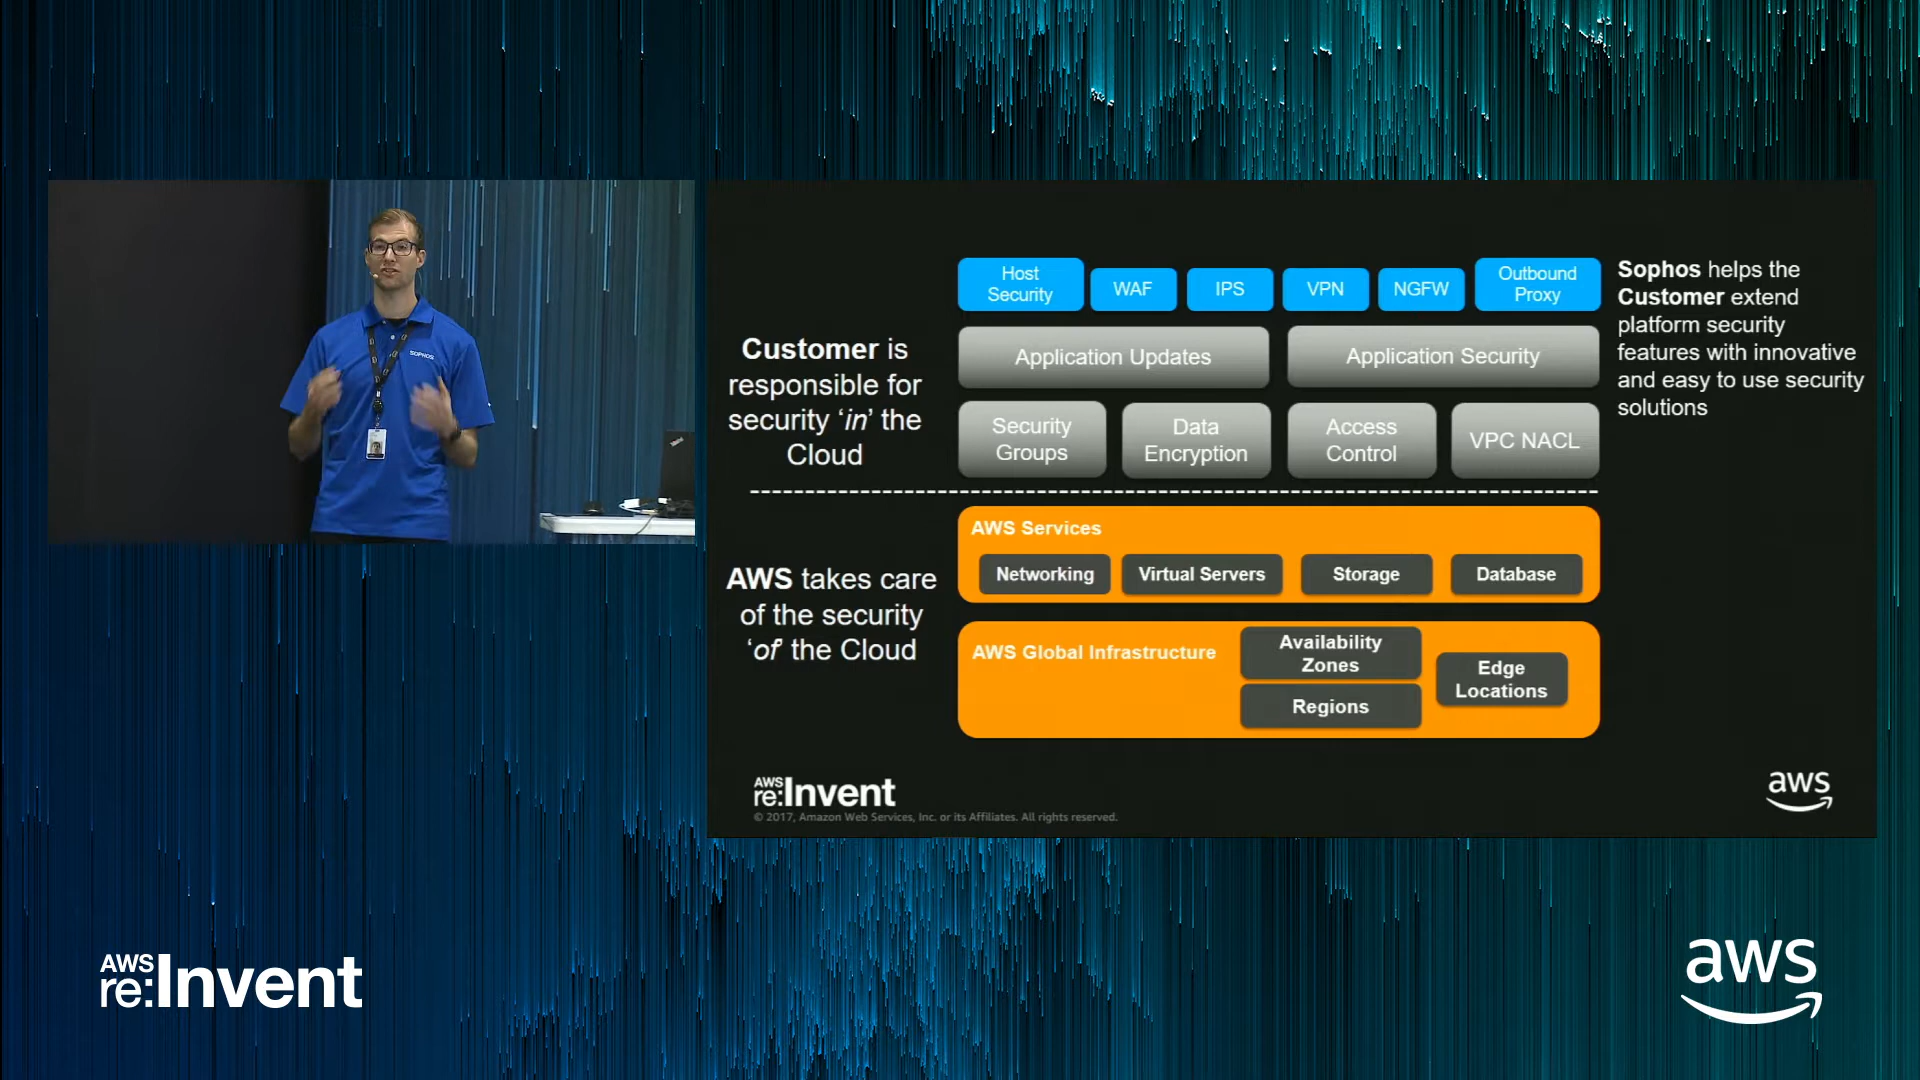 SOPHOS
Host
Security
WAF
IPS
VPN
NGFW
Outbound
Proxy
Application Updates
Application Security
Security
Groups
Data
Encryption
Access
Control
VPC NACL
Customer is
responsible for
security ‘in’ the
Cloud
Sophos helps the
Customer extend
platform security
features with innovative
and easy to use security
solutions
AWS takes care
of the security
‘of’ the Cloud
AWS Services
Networking
Virtual Servers
Storage
Database
AWS Global Infrastructure
Availability
Zones
Regions
Edge
Locations
AWS
re:Invent
© 2017, Amazon Web Services, Inc. or its Affiliates. All rights reserved.
aws
AWS
re:Invent
aws